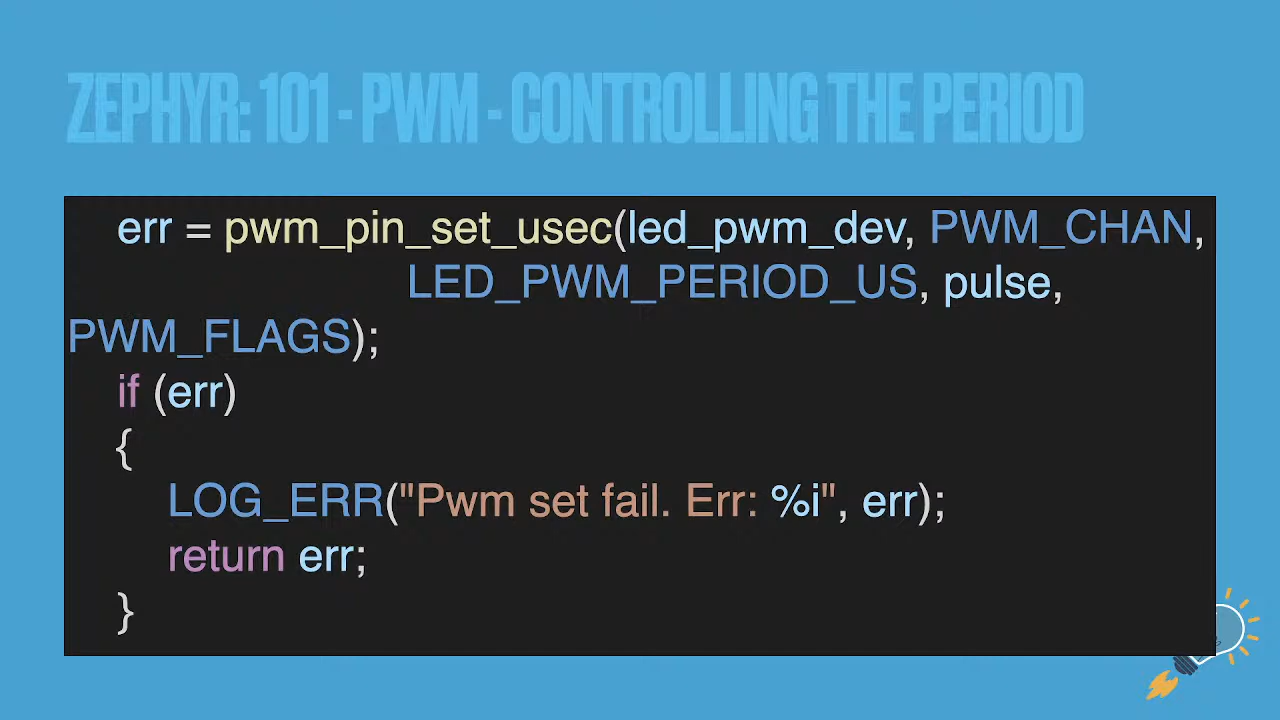 ZEPHYR: 101 - PWM - CONTROLLING THE PERIOD
err = pwm_pin_set_usec(led_pwm_dev, PWM_CHAN,
LED_PWM_PERIOD_US, pulse,
PWM_FLAGS);
if (err)
{
LOG_ERR("Pwm set fail. Err: %i", err);
return err;
}